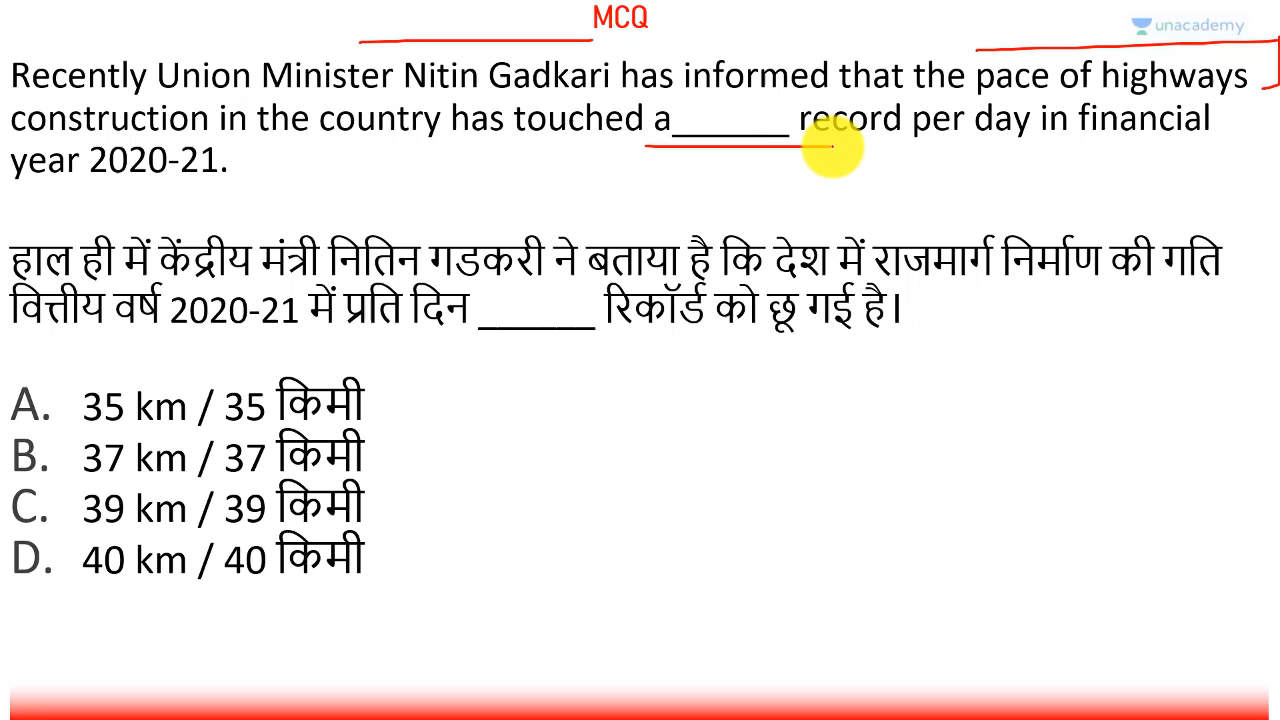 MCQ
unacademy
Recently Union Minister Nitin Gadkari has informed that the pace of highways
construction in the country has touched a______ record per day in financial
year 2020-21.
हाल ही में केंद्रीय मंत्री नितिन गडकरी ने बताया है कि देश में राजमार्ग निर्माण की गति
वित्तीय वर्ष 2020-21 में प्रति दिन ______ रिकॉर्ड को छू गई है।
A. 35 km / 35 किमी
B. 37 km / 37 किमी
C. 39 km / 39 किमी
D. 40 km / 40 किमी